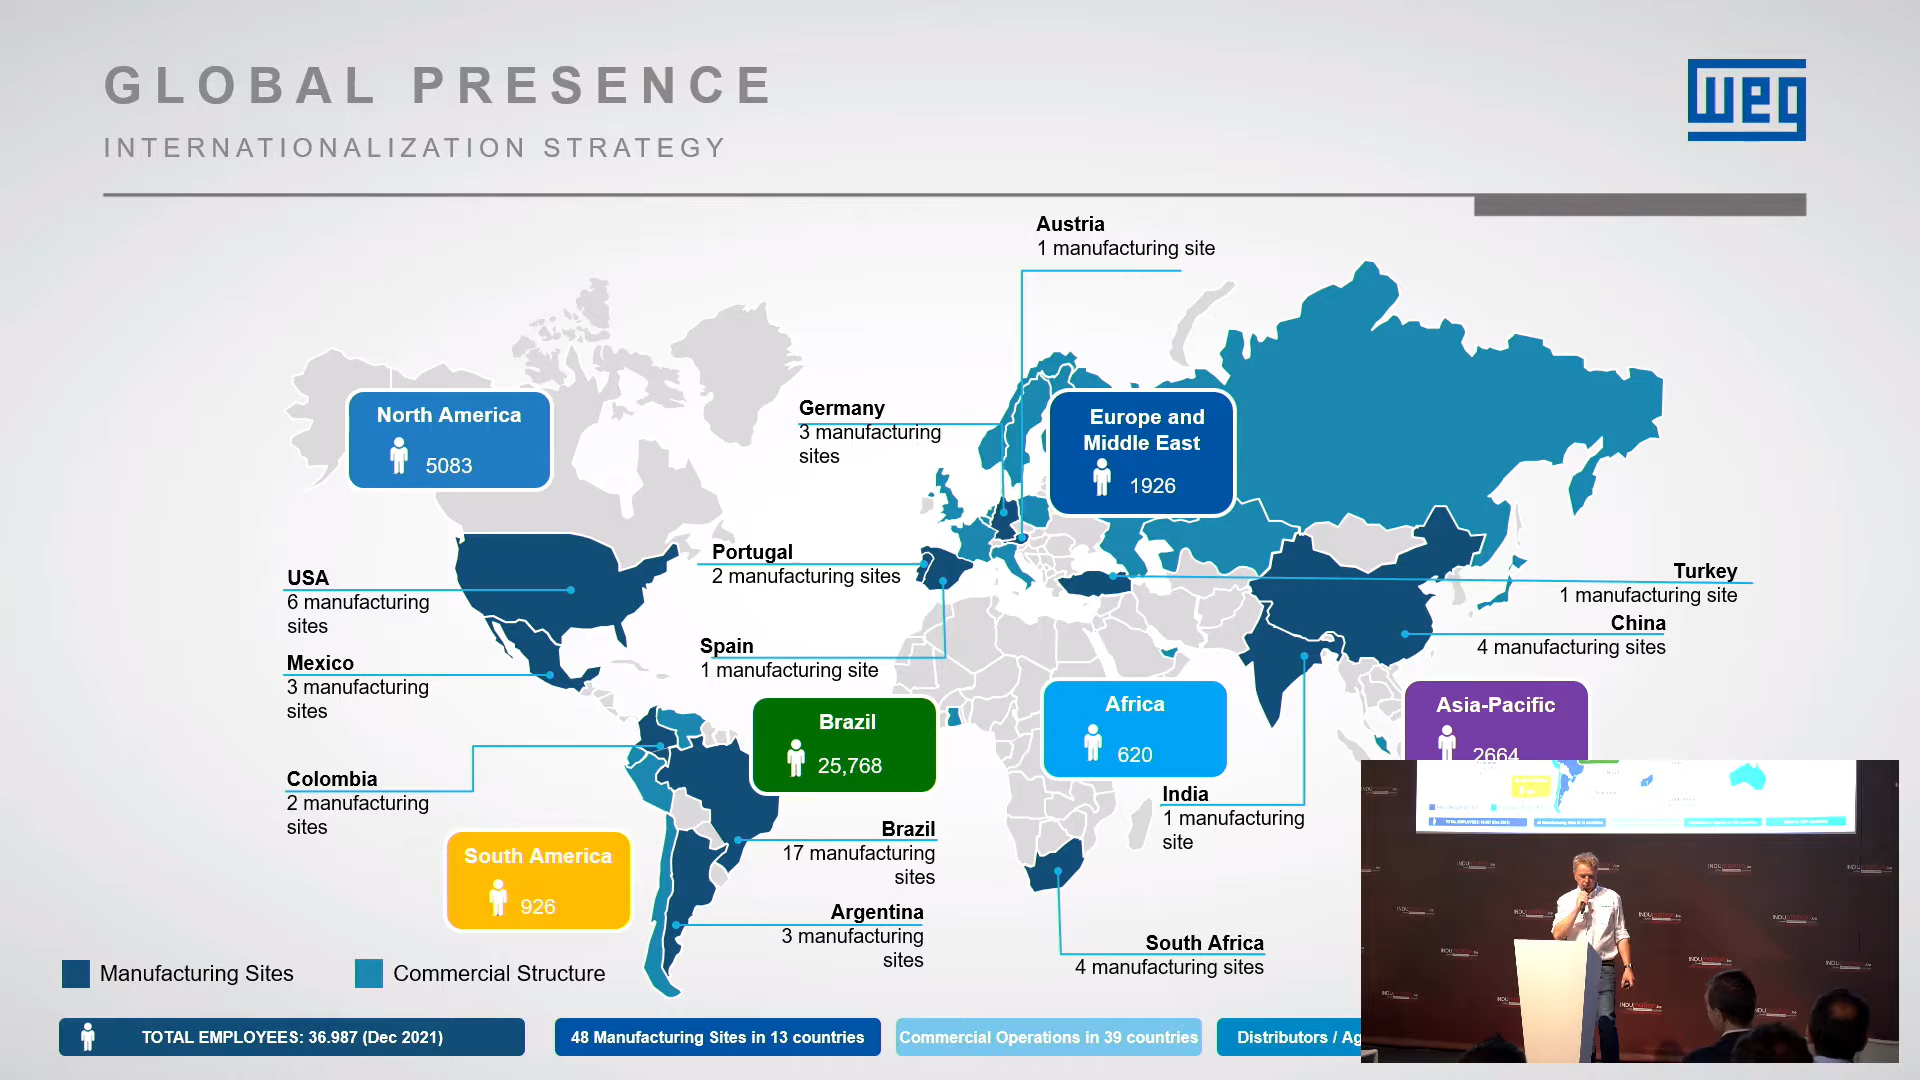 GLOBAL PRESENCE
INTERNATIONALIZATION STRATEGY
weg
Austria
1 manufacturing site
North America
5083
Germany
3 manufacturing
sites
Europe and
Middle East
1926
Portugal
2 manufacturing sites
USA
6 manufacturing
sites
Turkey
1 manufacturing site
China
4 manufacturing sites
Spain
1 manufacturing site
Mexico
3 manufacturing
sites
Brazil
25,768
Africa
620
Asia-Pacific
2664
Colombia
2 manufacturing
sites
India
1 manufacturing
site
Brazil
17 manufacturing
sites
South America
926
Argentina
3 manufacturing
sites
South Africa
4 manufacturing sites
Manufacturing Sites
Commercial Structure
TOTAL EMPLOYEES: 36.987 (Dec 2021)
48 Manufacturing Sites in 13 countries
Commercial Operations in 39 countries
Distributors / Ag